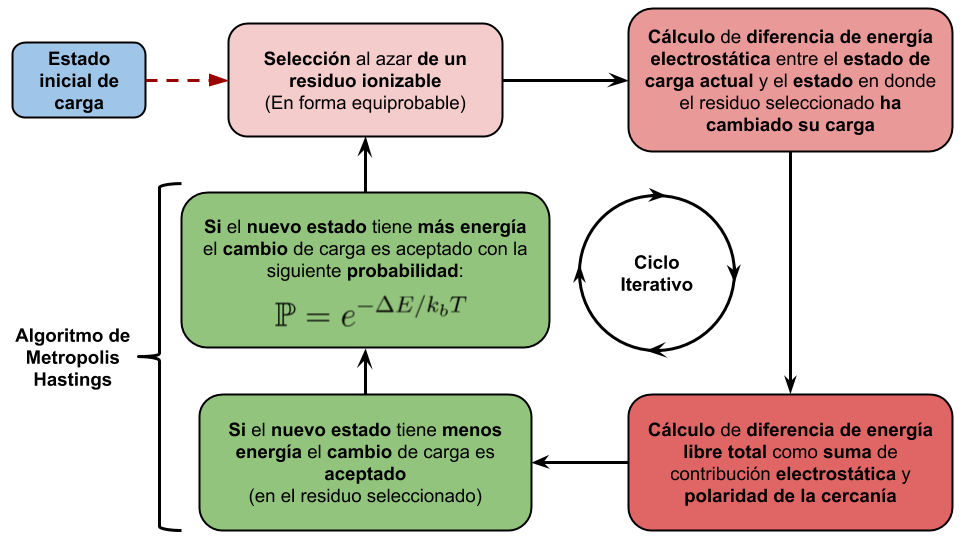 Estado
inicial de
carga
Selección al azar de un
residuo ionizable
(En forma equiprobable)
Cálculo de diferencia de energía
electrostática entre el estado de
carga actual y el estado en donde
el residuo seleccionado ha
cambiado su carga
Si el nuevo estado tiene más energía
el cambio de carga es aceptado con la
siguiente probabilidad:
ℙ = e^{-ΔE/k_bT}
Ciclo
Iterativo
Algoritmo de
Metropolis
Hastings
Si el nuevo estado tiene menos
energía el cambio de carga es
aceptado
(en el residuo seleccionado)
Cálculo de diferencia de energía
libre total como suma de
contribución electrostática y
polaridad de la cercanía